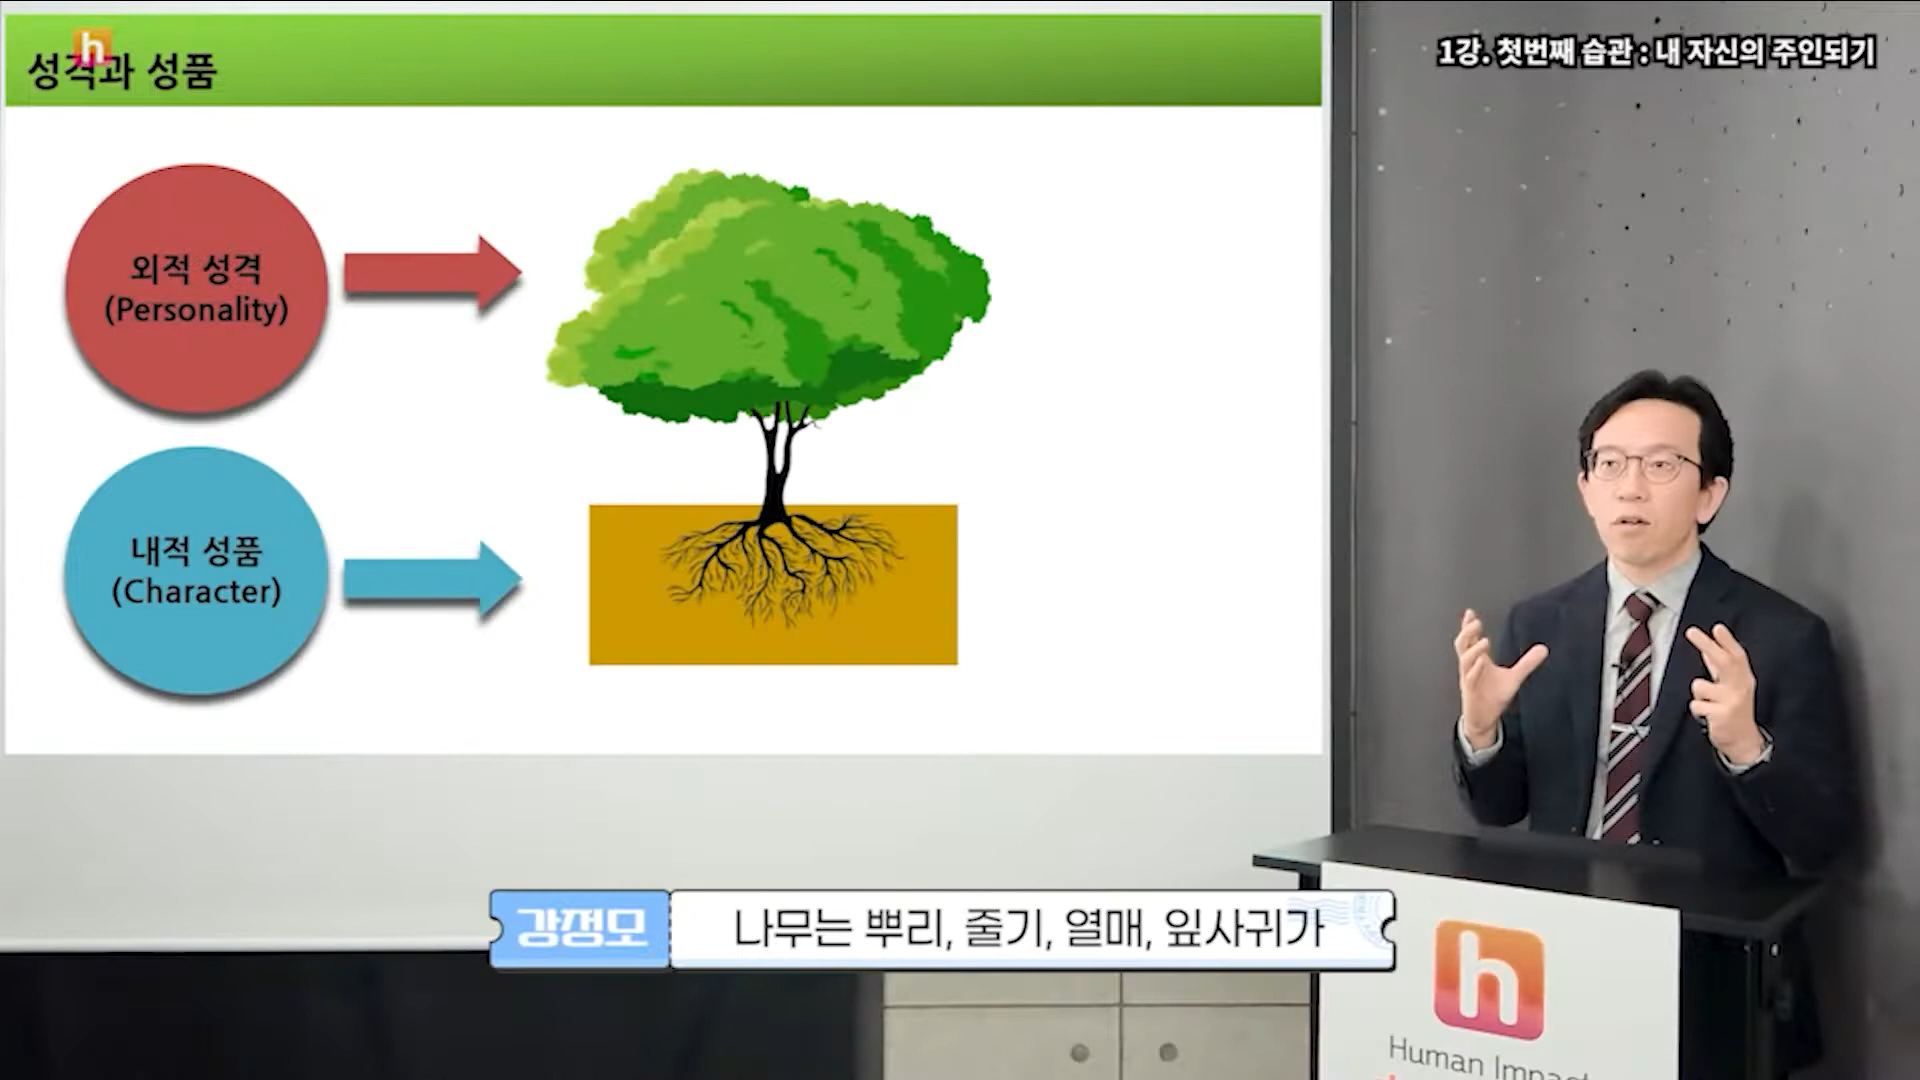 성격과 성품
h
1강. 첫번째 습관 : 내 자신의 주인되기
외적 성격
(Personality)
내적 성품
(Character)
강정모
나무는 뿌리, 줄기, 열매, 잎사귀가
h
Human Impact